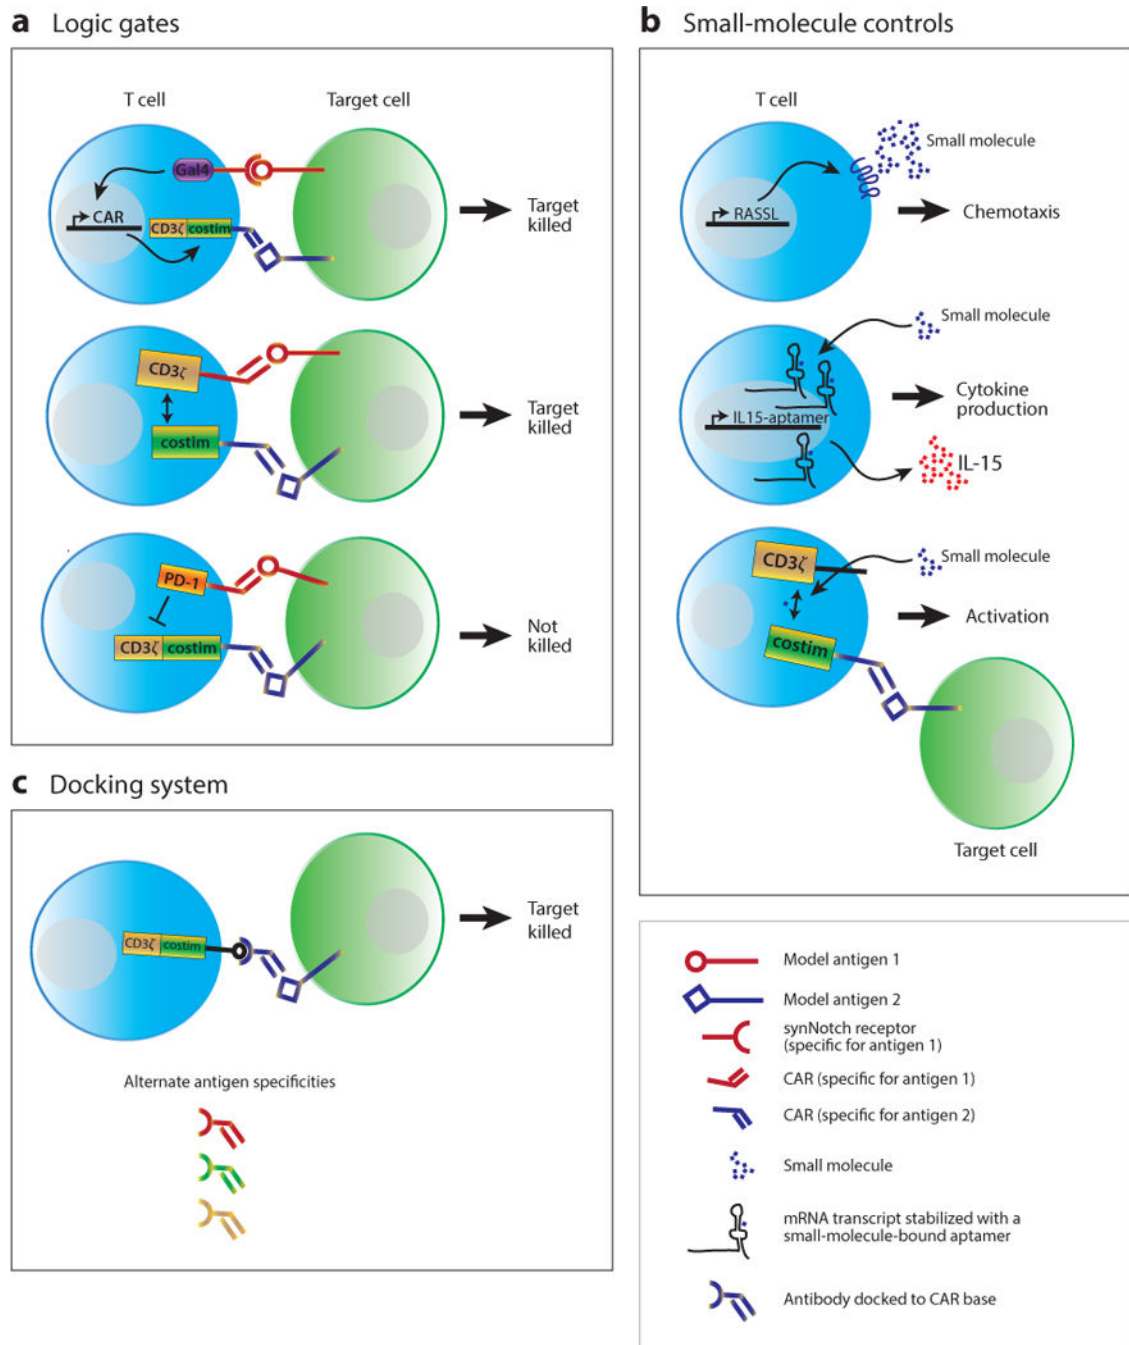 a Logic gates
T cell
Target cell
Gal4
CAR
CD3ζ
costim
Target
killed
CD3ζ
costim
Target
killed
PD-1
CD3ζ
costim
Not
killed
b Small-molecule controls
T cell
Small molecule
RASSL
Chemotaxis
Small molecule
IL15-aptamer
Cytokine
production
IL-15
CD3ζ
Small molecule
costim
Activation
Target cell
c Docking system
CD3ζ
costim
Target
killed
Alternate antigen specificities
Model antigen 1
Model antigen 2
synNotch receptor
(specific for antigen 1)
CAR (specific for antigen 1)
CAR (specific for antigen 2)
Small molecule
mRNA transcript stabilized with a
small-molecule-bound aptamer
Antibody docked to CAR base